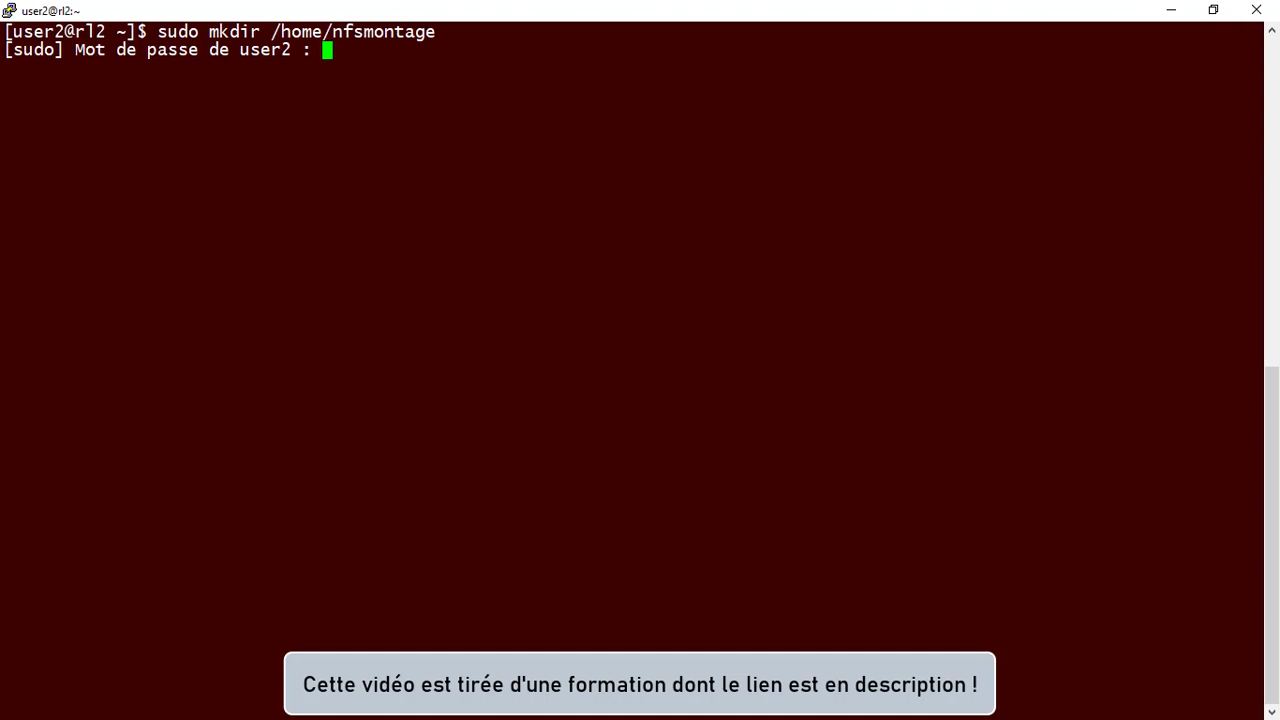 user2@rl2:~
[user2@rl2 ~]$ sudo mkdir /home/nfsmontage
[sudo] Mot de passe de user2 :
Cette vidéo est tirée d'une formation dont le lien est en description !